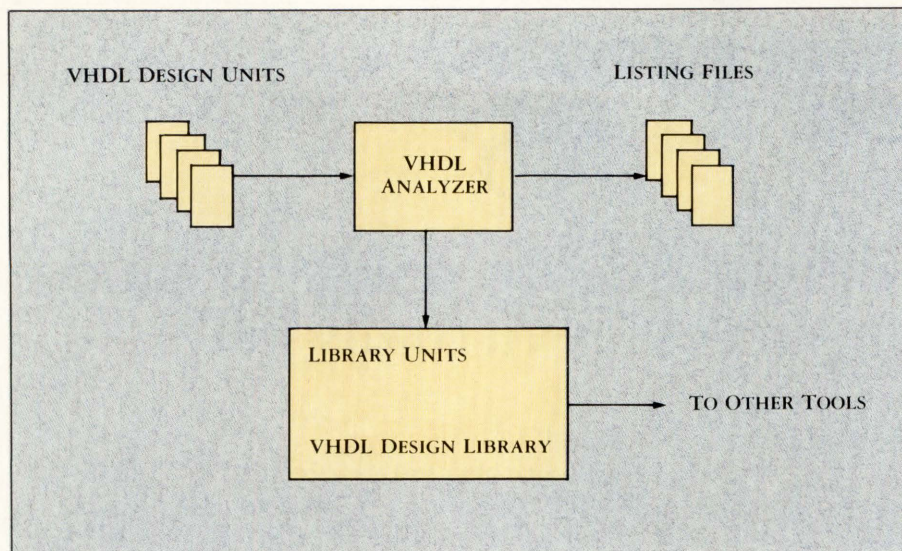 VHDL DESIGN UNITS
LISTING FILES
VHDL
ANALYZER
LIBRARY UNITS
TO OTHER TOOLS
VHDL DESIGN LIBRARY